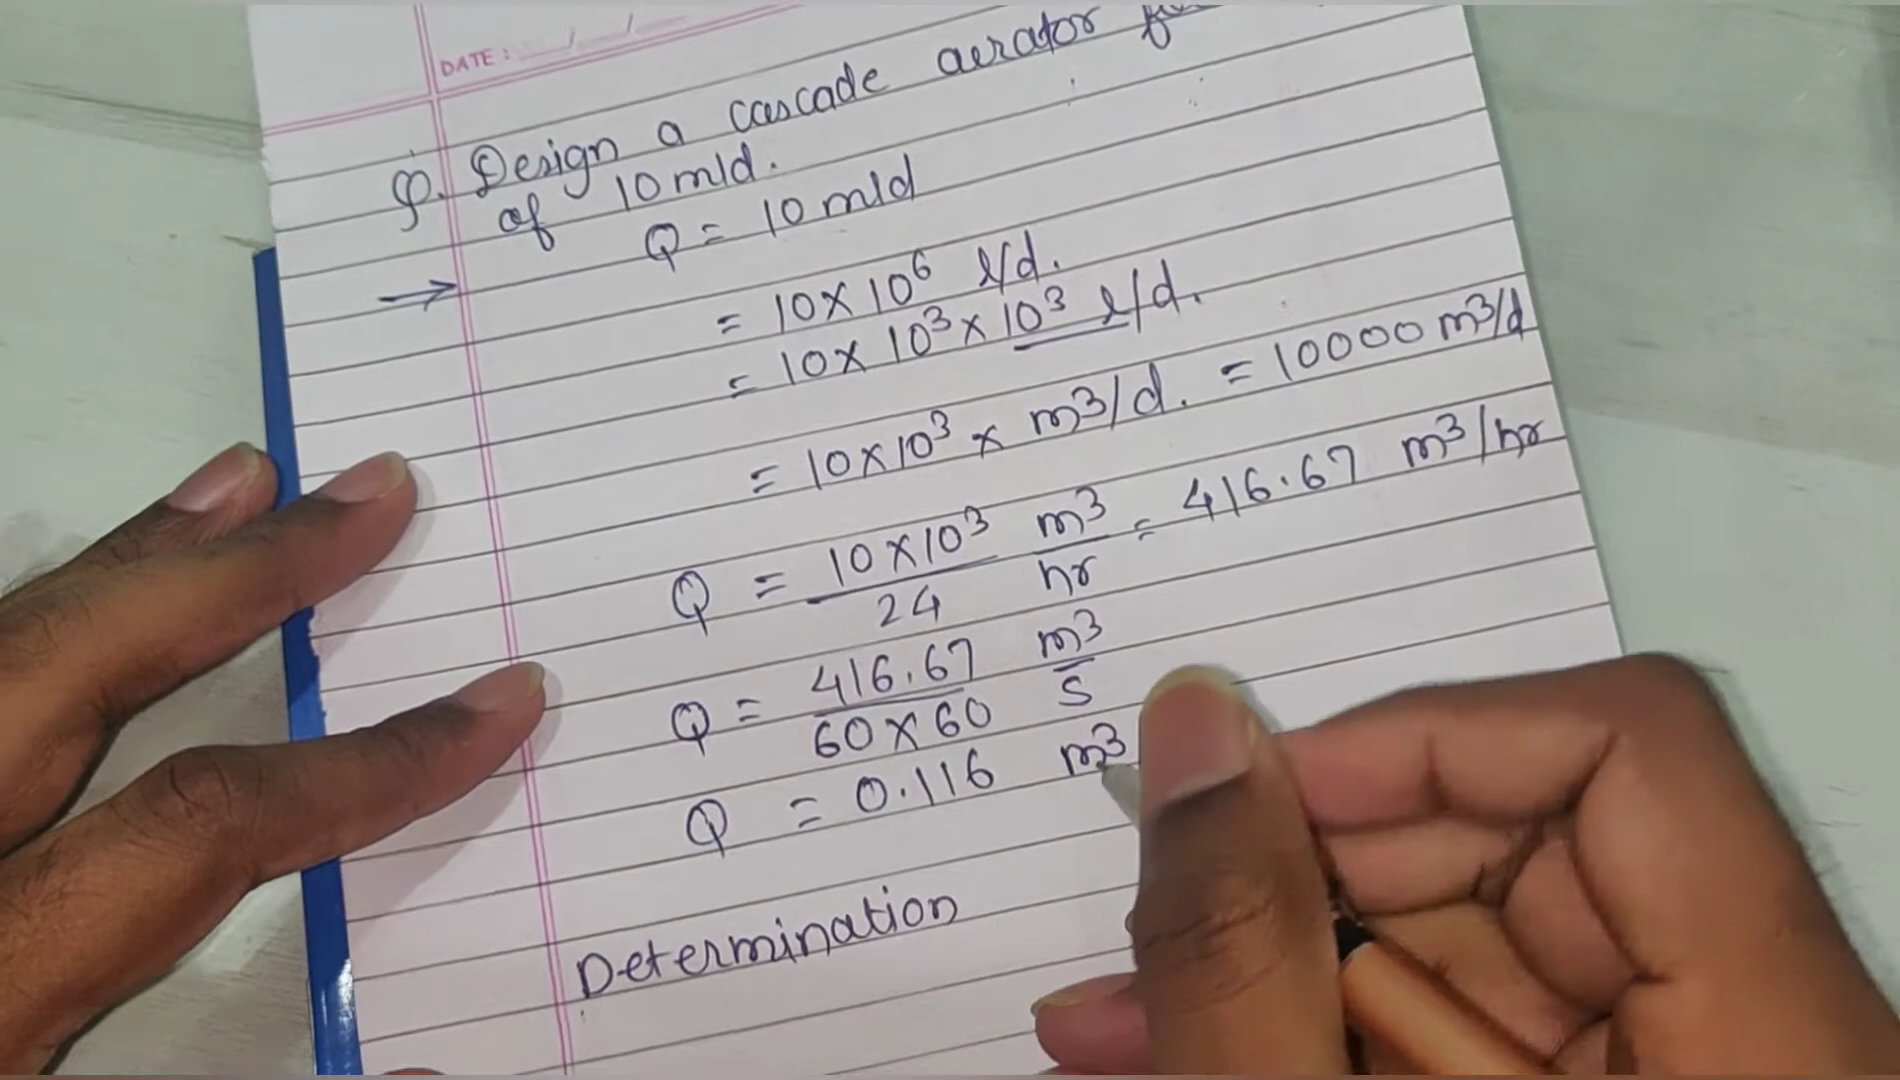 DATE :
Q. Design a cascade aerator
of 10 mld.
→ Q = 10 mld
= 10 x 10⁶ l/d.
= 10 x 10³ x 10³ l/d.
= 10 x 10³ x m³/d. = 10000 m³/d
Q = 10 x 10³ / 24 m³/hr = 416.67 m³/hr
Q = 416.67 / 60 x 60 m³/s
Q = 0.116 m³
Determination